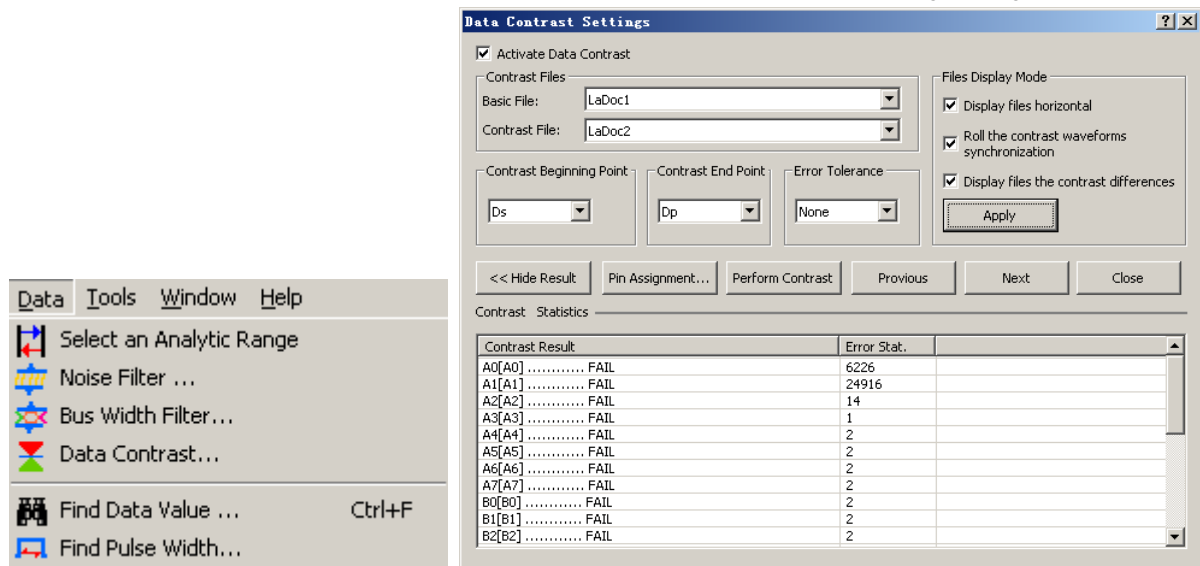 Data Tools Window Help
Select an Analytic Range
Noise Filter ...
Bus Width Filter...
Data Contrast...
Find Data Value ... Ctrl+F
Find Pulse Width...
Data Contrast Settings
Activate Data Contrast
Contrast Files
Basic File: LaDoc1
Contrast File: LaDoc2
Files Display Mode
Display files horizontal
Roll the contrast waveforms
synchronization
Display files the contrast differences
Apply
Contrast Beginning Point Contrast End Point Error Tolerance
Ds Dp None
<< Hide Result Pin Assignment... Perform Contrast Previous Next Close
Contrast Statistics
Contrast Result Error Stat.
A0[A0] ............ FAIL 6226
A1[A1] ............ FAIL 24916
A2[A2] ............ FAIL 14
A3[A3] ............ FAIL 1
A4[A4] ............ FAIL 2
A5[A5] ............ FAIL 2
A6[A6] ............ FAIL 2
A7[A7] ............ FAIL 2
B0[B0] ............ FAIL 2
B1[B1] ............ FAIL 2
B2[B2] ............ FAIL 2